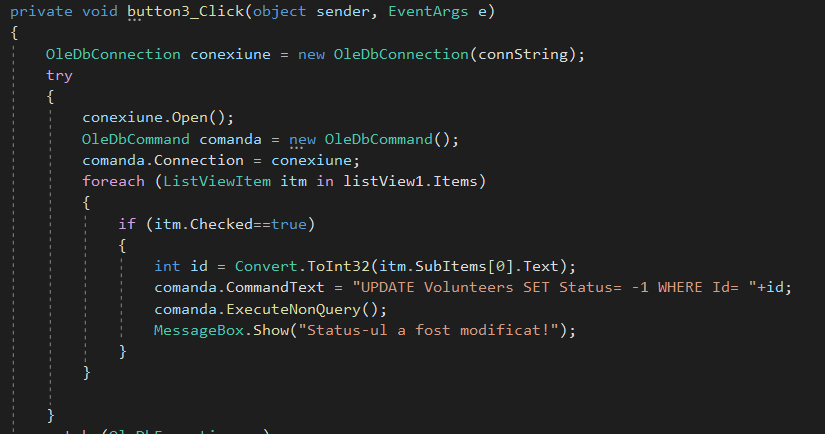 private void button3_Click(object sender, EventArgs e)
{
OleDbConnection conexiune = new OleDbConnection(connString);
try
{
conexiune.Open();
OleDbCommand comanda = new OleDbCommand();
comanda.Connection = conexiune;
foreach (ListViewItem itm in listView1.Items)
{
if (itm.Checked==true)
{
int id = Convert.ToInt32(itm.SubItems[0].Text);
comanda.CommandText = "UPDATE Volunteers SET Status= -1 WHERE Id= "+id;
comanda.ExecuteNonQuery();
MessageBox.Show("Status-ul a fost modificat!");
}
}
}